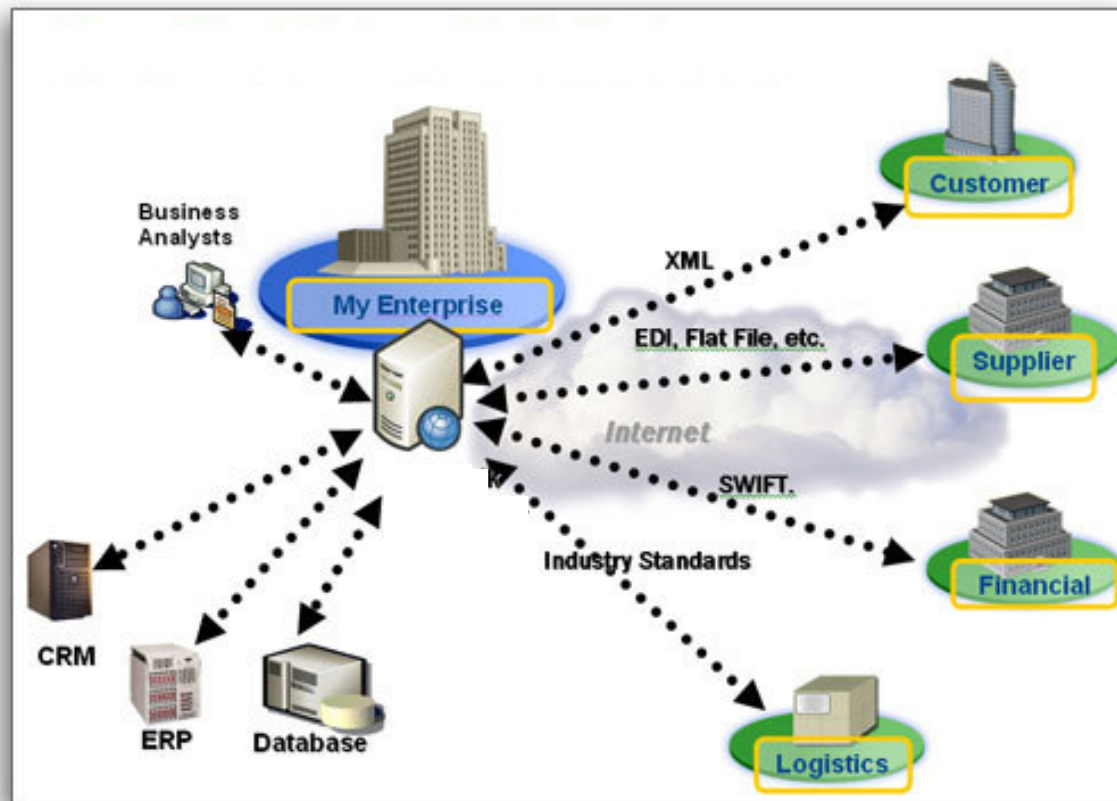 Customer
Business
Analysts
XML
My Enterprise
EDI, Flat File, etc.
Supplier
Internet
SWIFT.
Industry Standards
Financial
CRM
ERP
Database
Logistics